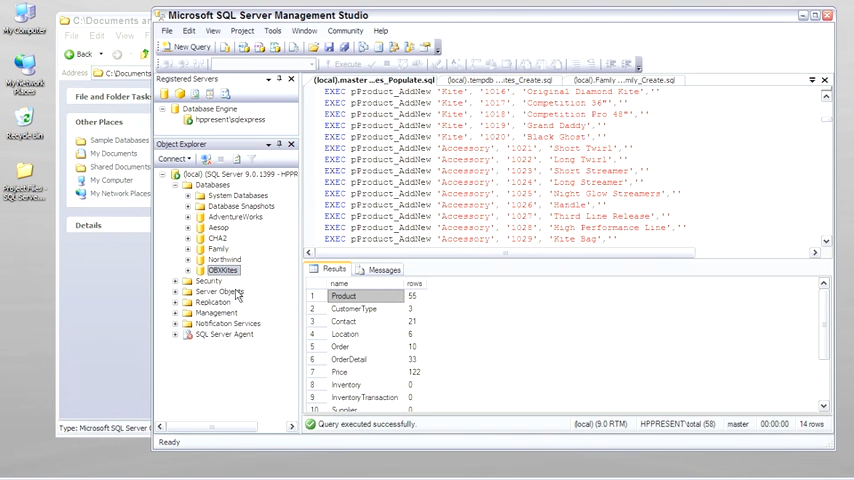 My Computer
My Network
Places
Recycle Bin
Project Files -
SQL Serve...
C:\Documents an
File Edit
Back
Address C:\Documents
File and Folder Tasks
Other Places
Sample Databases
My Documents
Shared Documents
My Computer
My Network Places
Details
Type: Microsoft SQL Server
Microsoft SQL Server Management Studio
File Edit View Project Tools Window Community Help
New Query
Execute
Registered Servers
Database Engine
hppresent\sqlexpress
Object Explorer
Connect
(local) (SQL Server 9.0.1399 - HPPR
Databases
System Databases
Database Snapshots
AdventureWorks
Aesop
CHA2
Family
Northwind
OBXKites
Security
Server Objects
Replication
Management
Notification Services
SQL Server Agent
(local).master ...es_Populate.sql (local).tempdb ...ites_Create.sql (local).Family ...mily_Create.sql
EXEC pProduct_AddNew 'Kite', '1016', 'Original Diamond Kite',''
EXEC pProduct_AddNew 'Kite', '1017', 'Competition 36"',''
EXEC pProduct_AddNew 'Kite', '1018', 'Competition Pro 48"',''
EXEC pProduct_AddNew 'Kite', '1019', 'Grand Daddy',''
EXEC pProduct_AddNew 'Kite', '1020', 'Black Ghost',''
EXEC pProduct_AddNew 'Accessory', '1021', 'Short Twirl',''
EXEC pProduct_AddNew 'Accessory', '1022', 'Long Twirl',''
EXEC pProduct_AddNew 'Accessory', '1023', 'Short Streamer',''
EXEC pProduct_AddNew 'Accessory', '1024', 'Long Streamer',''
EXEC pProduct_AddNew 'Accessory', '1025', 'Night Glow Streamers',''
EXEC pProduct_AddNew 'Accessory', '1026', 'Handle',''
EXEC pProduct_AddNew 'Accessory', '1027', 'Third Line Release',''
EXEC pProduct_AddNew 'Accessory', '1028', 'High Performance Line',''
EXEC pProduct_AddNew 'Accessory', '1029', 'Kite Bag',''
Results Messages
name rows
1 Product 55
2 CustomerType 3
3 Contact 21
4 Location 6
5 Order 10
6 OrderDetail 33
7 Price 122
8 Inventory 0
9 InventoryTransaction 0
10 Supplier 0
Query executed successfully. (local) (9.0 RTM) HPPRESENT\total (58) master 00:00:00 14 rows
Ready